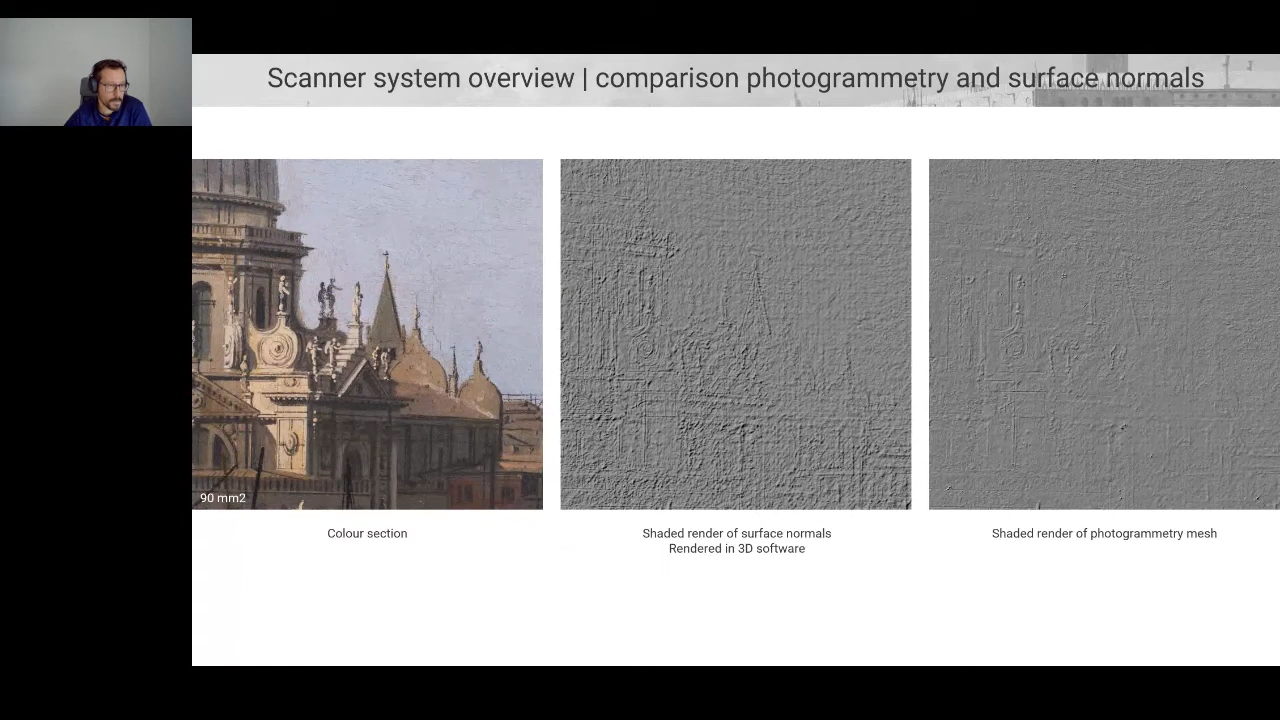 Scanner system overview | comparison photogrammetry and surface normals
90 mm2
Colour section
Shaded render of surface normals
Rendered in 3D software
Shaded render of photogrammetry mesh